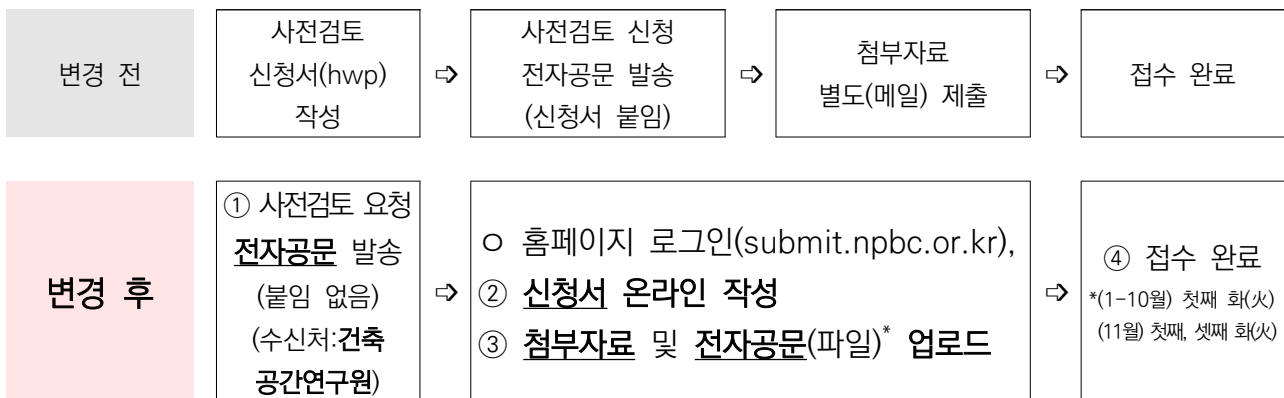 변경 전
사전검토
신청서(hwp)
작성
➩
사전검토 신청
전자공문 발송
(신청서 붙임)
➩
첨부자료
별도(메일) 제출
➩
접수 완료
변경 후
① 사전검토 요청
전자공문 발송
(붙임 없음)
(수신처:건축
공간연구원)
➩
ㅇ 홈페이지 로그인(submit.npbc.or.kr),
② 신청서 온라인 작성
③ 첨부자료 및 전자공문(파일)* 업로드
➩
④ 접수 완료
*(1-10월) 첫째 화(火)
(11월) 첫째, 셋째 화(火)